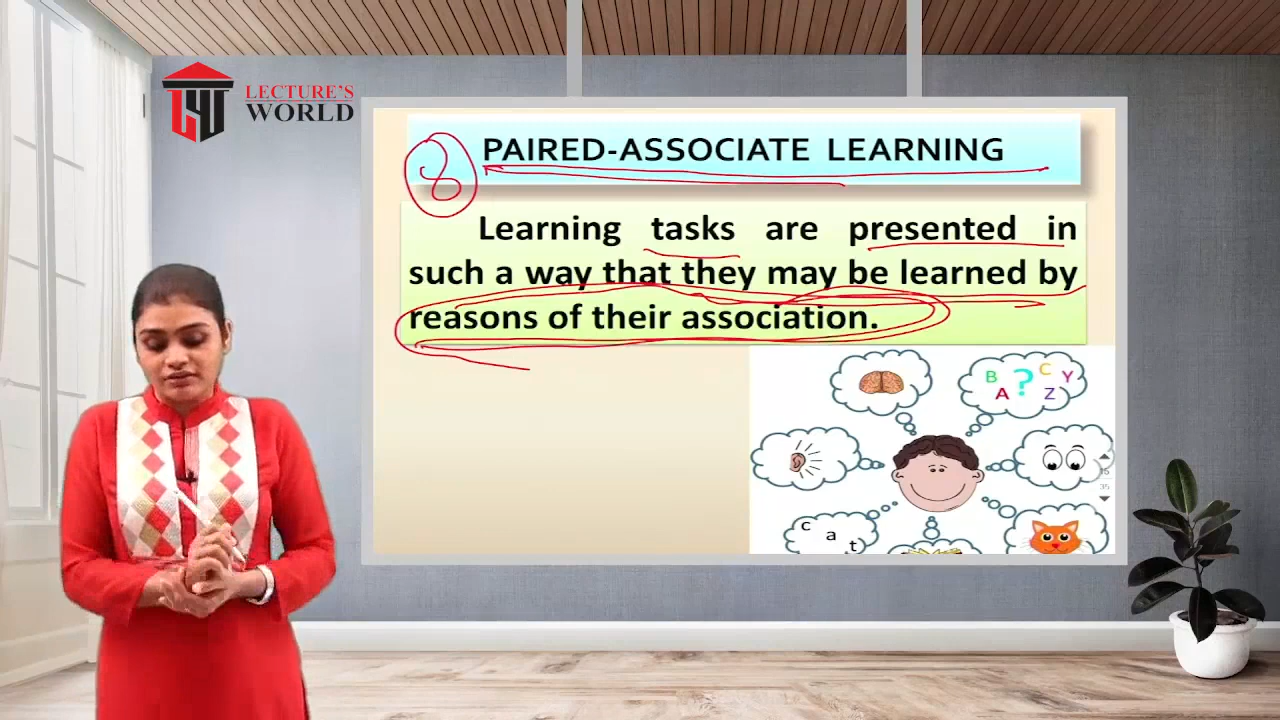 LECTURE'S
WORLD
8 PAIRED-ASSOCIATE LEARNING
Learning tasks are presented in
such a way that they may be learned by
reasons of their association.
B ? C Y
A Z
c a t